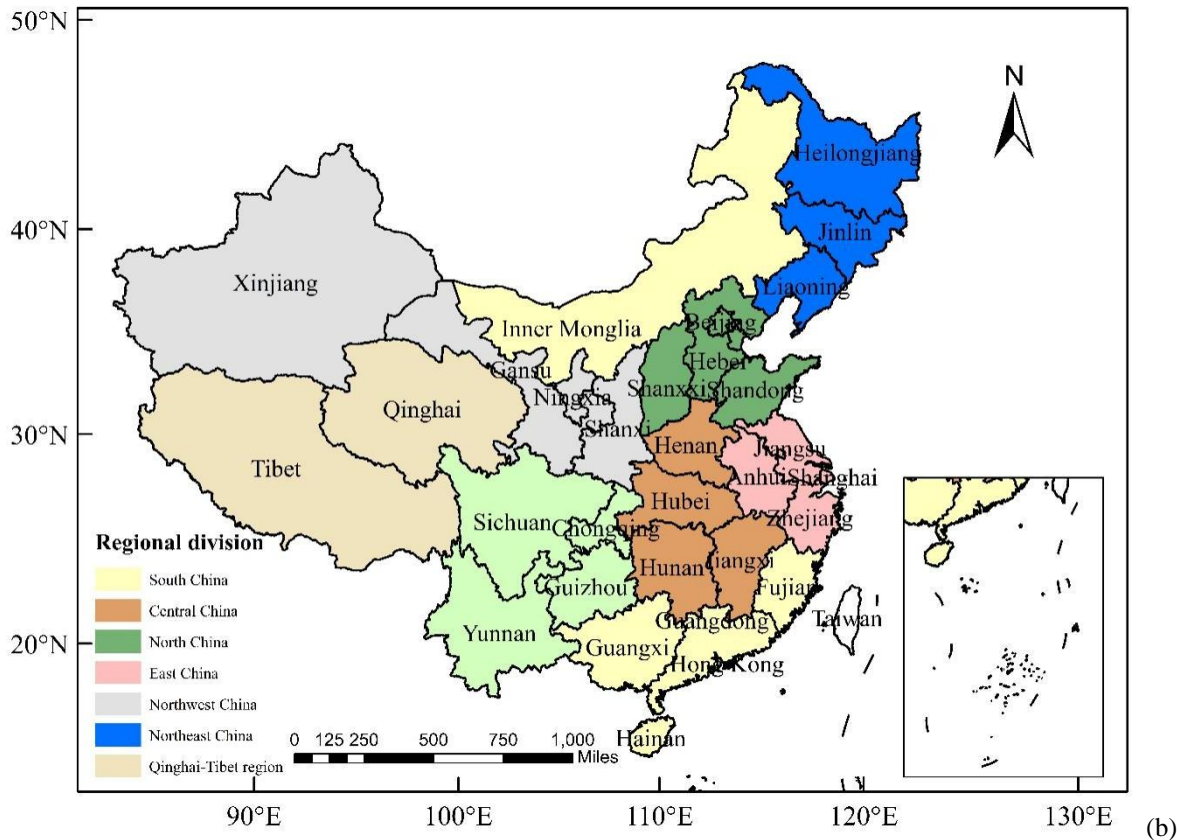 50°N
N
Heilongjiang
40°N
Jinlin
Xinjiang
Liaoning
Inner Monglia
Beijing
Hebei
Gansu
Shanxxi
Shandong
Ningxia
Qinghai
Shanxi
30°N
Henan
Jiangsu
Tibet
Anhui
Shanghai
Hubei
Sichuan
Chongqing
Zhejiang
Regional division
Jiangxi
Hunan
Guizhou
Fujian
South China
Central China
Guangdong
Taiwan
20°N
Yunnan
Guangxi
North China
Hong Kong
East China
Northwest China
Hainan
0 125 250 500 750 1,000
Miles
Northeast China
Qinghai-Tibet region
90°E 100°E 110°E 120°E 130°E
(b)